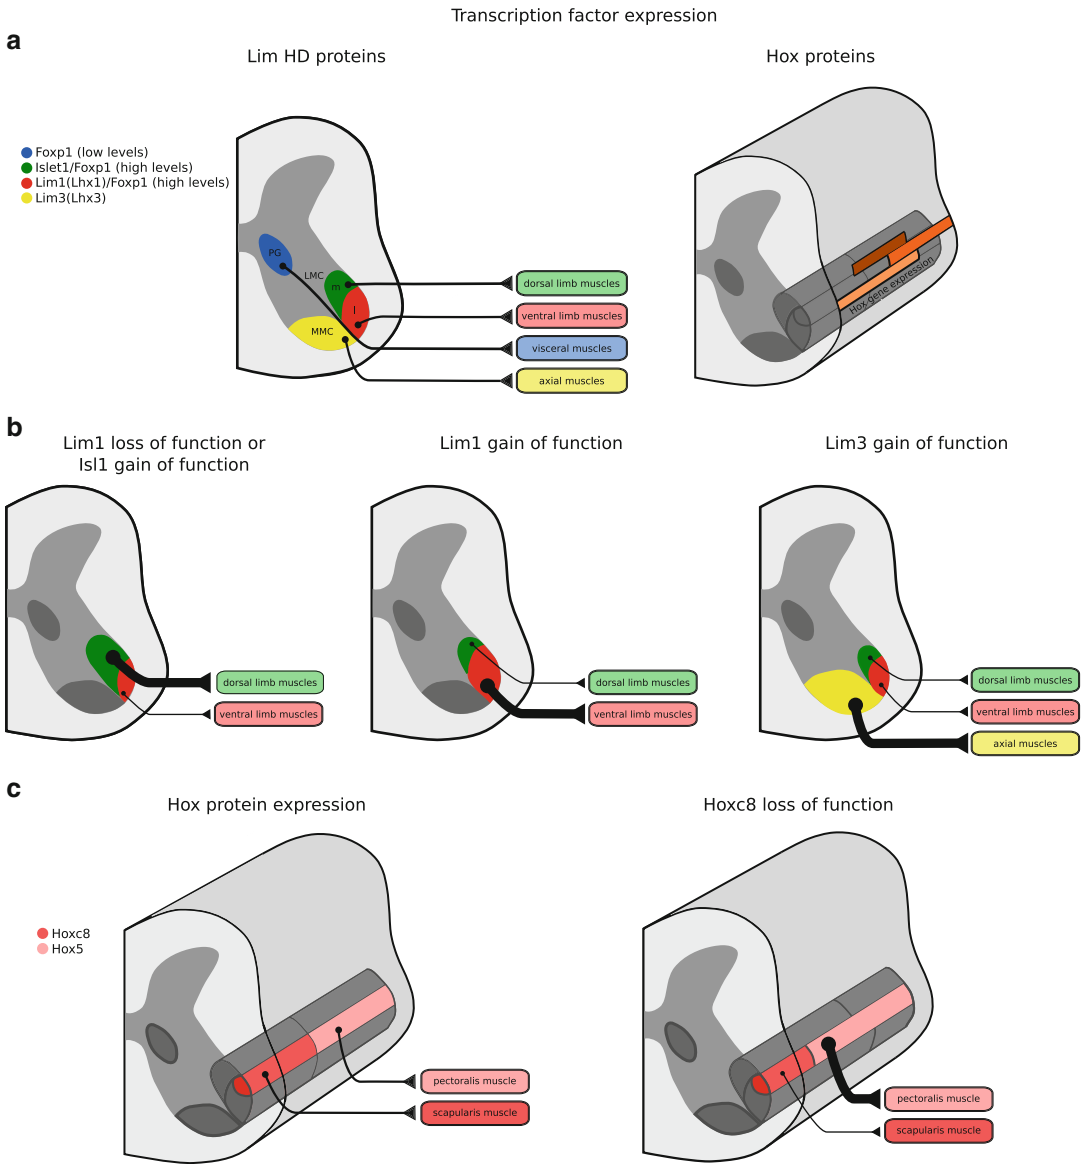 Transcription factor expression
a
Lim HD proteins
Hox proteins
Foxp1 (low levels)
Islet1/Foxp1 (high levels)
Lim1(Lhx1)/Foxp1 (high levels)
Lim3(Lhx3)
PG
LMC
m
l
MMC
dorsal limb muscles
ventral limb muscles
visceral muscles
axial muscles
Hox gene expression
b
Lim1 loss of function or
Isl1 gain of function
Lim1 gain of function
Lim3 gain of function
dorsal limb muscles
ventral limb muscles
dorsal limb muscles
ventral limb muscles
dorsal limb muscles
ventral limb muscles
axial muscles
c
Hox protein expression
Hoxc8 loss of function
Hoxc8
Hox5
pectoralis muscle
scapularis muscle
pectoralis muscle
scapularis muscle